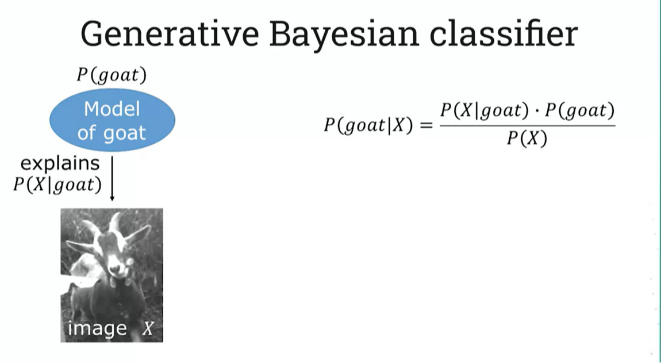 Generative Bayesian classifier
P(goat)
Model
of goat
explains
P(X|goat)
image X
P(goat|X) = P(X|goat) · P(goat)
P(X)